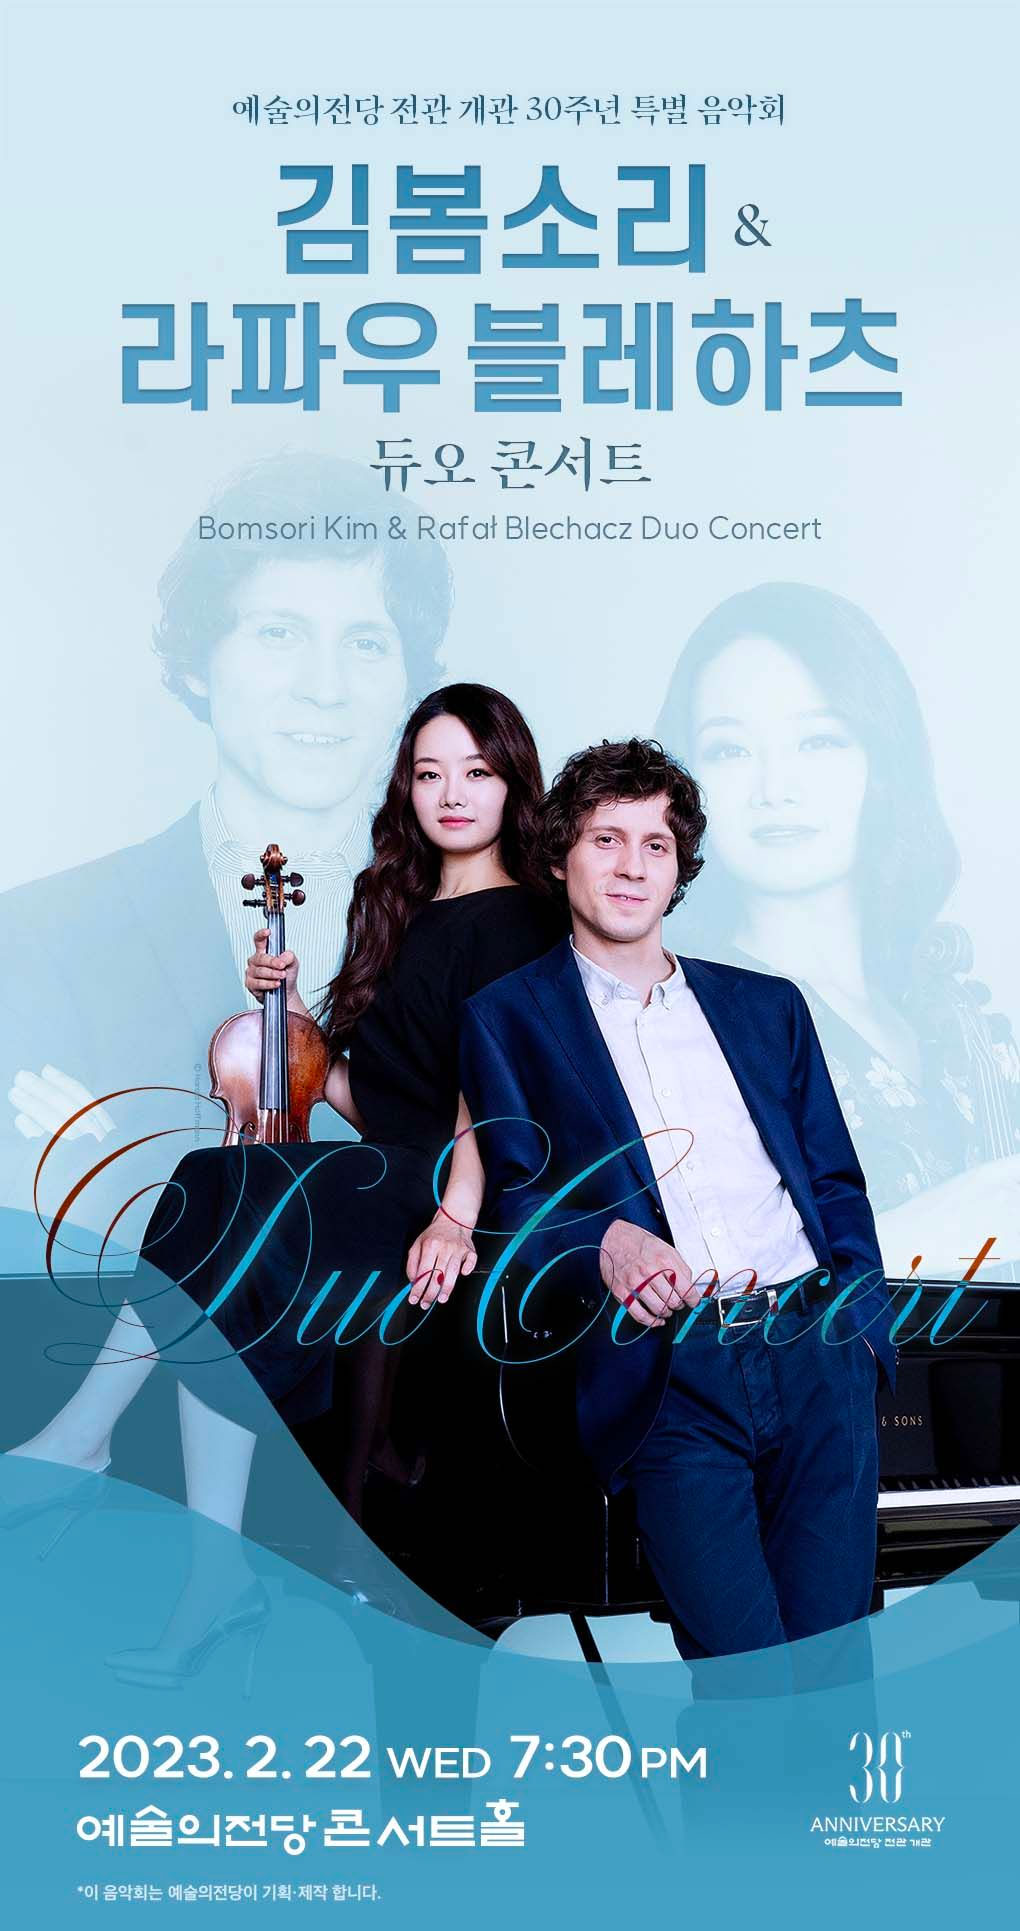 예술의전당 전관 개관 30주년 특별 음악회
김봄소리 &
라파우 블레하츠
듀오 콘서트
Bomsori Kim & Rafał Blechacz Duo Concert
Duo Concert
& SONS
2023. 2. 22 WED 7:30 PM
예술의전당 콘서트홀
*이 음악회는 예술의전당이 기획·제작 합니다.
30th
ANNIVERSARY
예술의전당 전관 개관